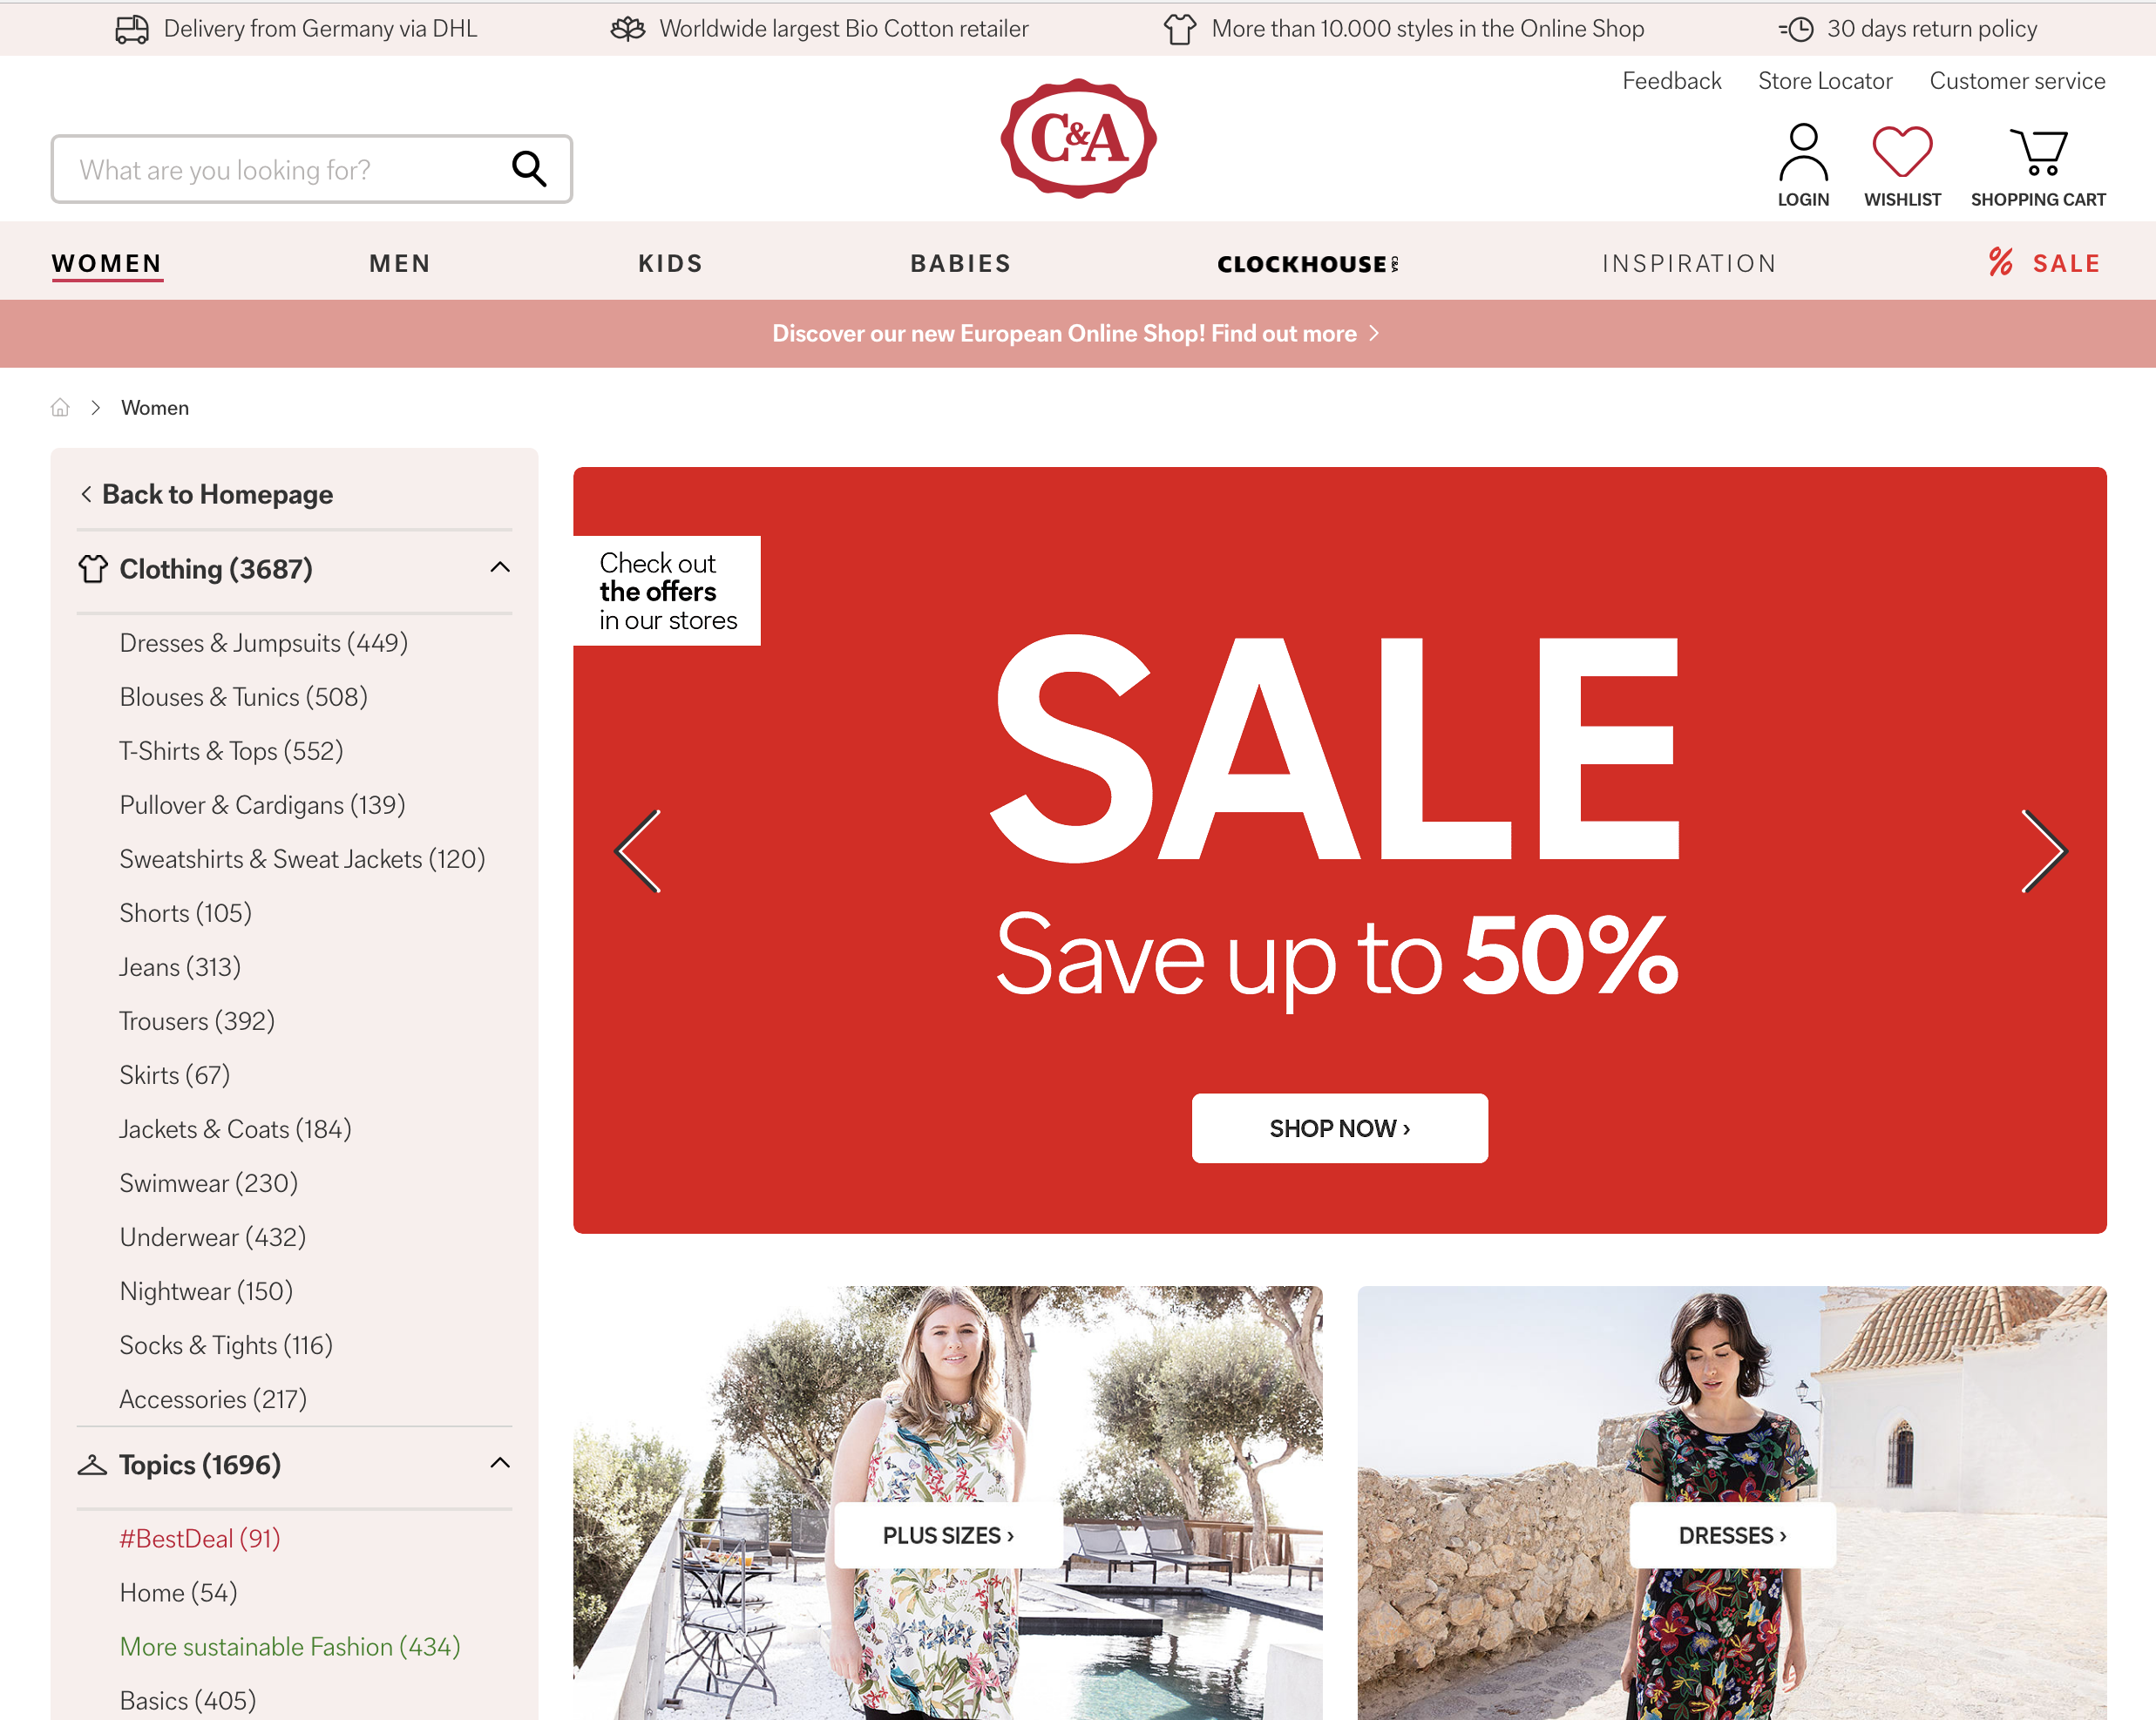 Delivery from Germany via DHL
Worldwide largest Bio Cotton retailer
More than 10.000 styles in the Online Shop
30 days return policy
Feedback
Store Locator
Customer service
What are you looking for?
C&A
LOGIN
WISHLIST
SHOPPING CART
WOMEN
MEN
KIDS
BABIES
CLOCKHOUSE C&A
INSPIRATION
% SALE
Discover our new European Online Shop! Find out more
Women
Back to Homepage
Clothing (3687)
Dresses & Jumpsuits (449)
Blouses & Tunics (508)
T-Shirts & Tops (552)
Pullover & Cardigans (139)
Sweatshirts & Sweat Jackets (120)
Shorts (105)
Jeans (313)
Trousers (392)
Skirts (67)
Jackets & Coats (184)
Swimwear (230)
Underwear (432)
Nightwear (150)
Socks & Tights (116)
Accessories (217)
Topics (1696)
#BestDeal (91)
Home (54)
More sustainable Fashion (434)
Basics (405)
Check out
the offers
in our stores
SALE
Save up to 50%
SHOP NOW ›
PLUS SIZES ›
DRESSES ›